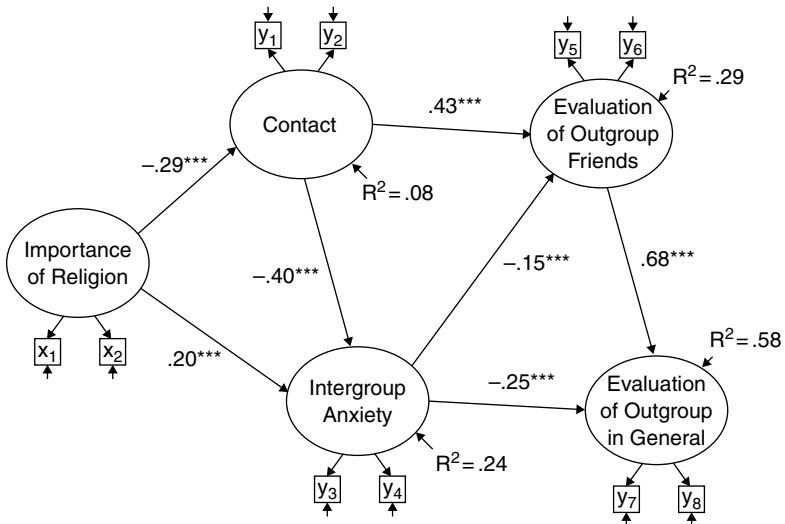 y1
y2
y5
y6
R2 = .29
Evaluation
of Outgroup
Friends
Contact
.43***
–.29***
R2 = .08
Importance
of Religion
–.40***
–.15***
.68***
x1
x2
.20***
R2 = .58
Intergroup
Anxiety
–.25***
Evaluation
of Outgroup
in General
R2 = .24
y3
y4
y7
y8